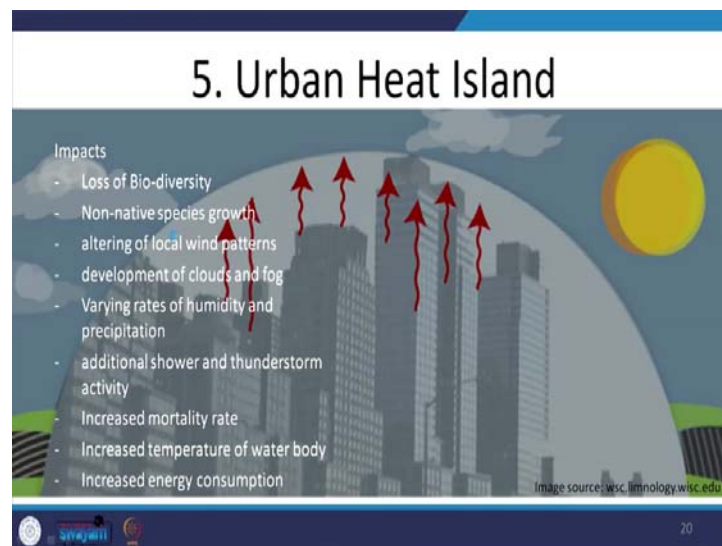 5. Urban Heat Island
Impacts
- Loss of Bio-diversity
- Non-native species growth
- altering of local wind patterns
- development of clouds and fog
- Varying rates of humidity and
precipitation
- additional shower and thunderstorm
activity
- Increased mortality rate
- Increased temperature of water body
- Increased energy consumption
Image source: wsc.limnology.wisc.edu
swayam
20